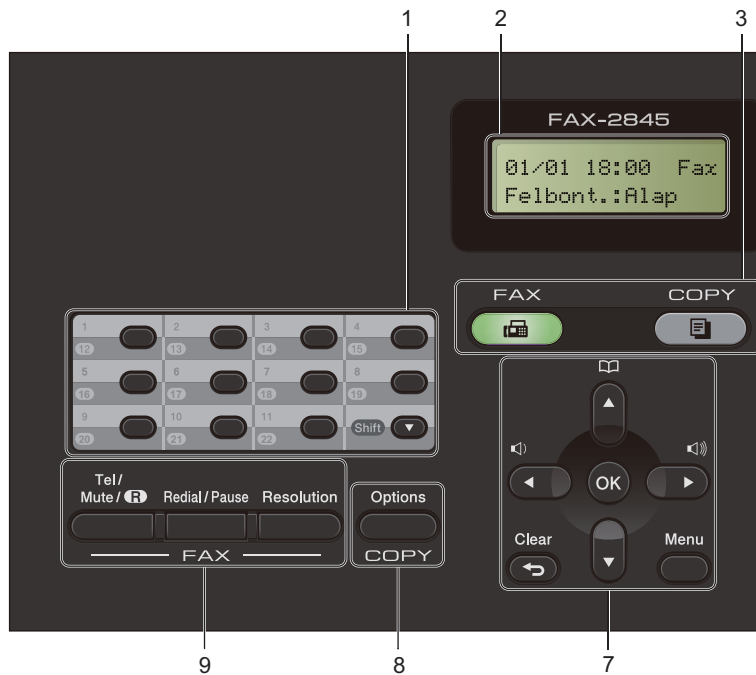 1 2 3
FAX-2845
01/01 18:00 Fax
Felbont.:Alap
FAX COPY
1 2 3 4
12 13 14 15
5 6 7 8
16 17 18 19
9 10 11 Shift
20 21 22
Tel/
Mute/R Redial/Pause Resolution
FAX
Options
COPY
OK
Clear Menu
9 8 7